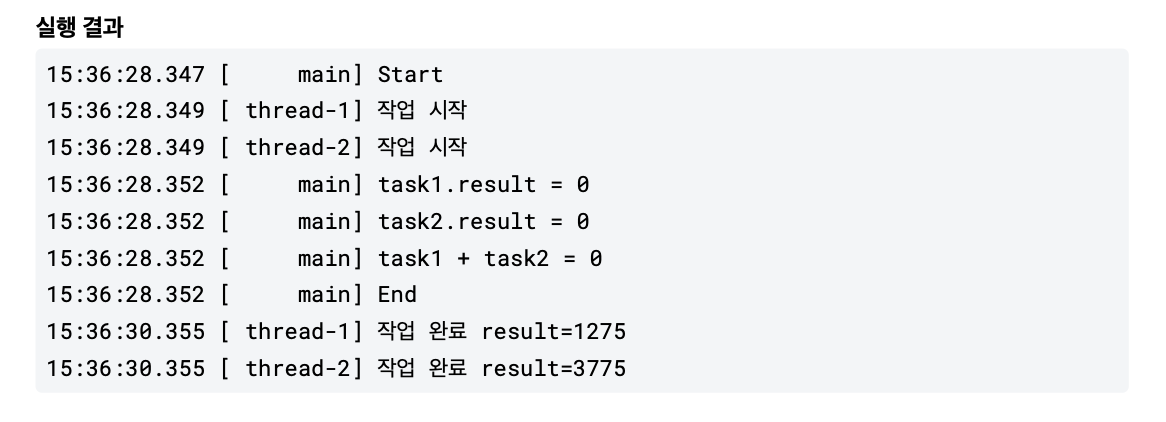 실행 결과
15:36:28.347 [     main] Start
15:36:28.349 [ thread-1] 작업 시작
15:36:28.349 [ thread-2] 작업 시작
15:36:28.352 [     main] task1.result = 0
15:36:28.352 [     main] task2.result = 0
15:36:28.352 [     main] task1 + task2 = 0
15:36:28.352 [     main] End
15:36:30.355 [ thread-1] 작업 완료 result=1275
15:36:30.355 [ thread-2] 작업 완료 result=3775